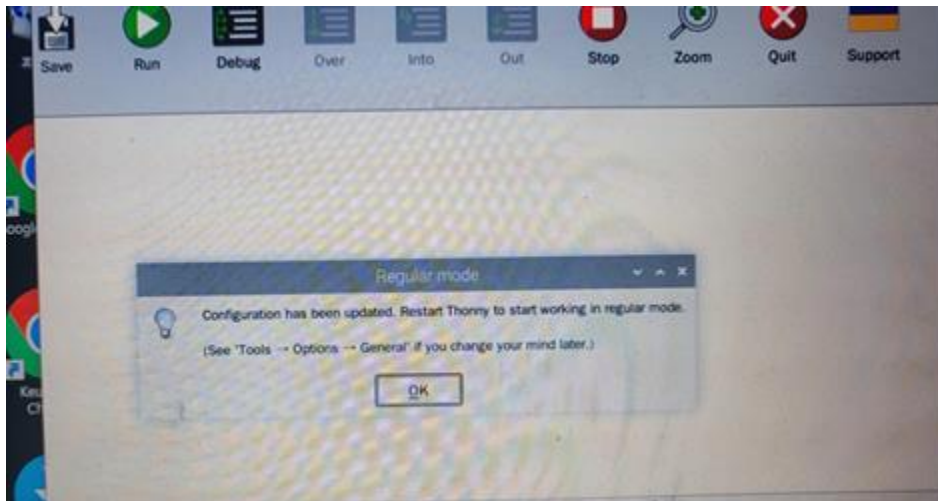 Save Run Debug Over Into Out Stop Zoom Quit Support
Regular mode
Configuration has been updated. Restart Thonny to start working in regular mode.
(See 'Tools → Options → General' if you change your mind later.)
OK